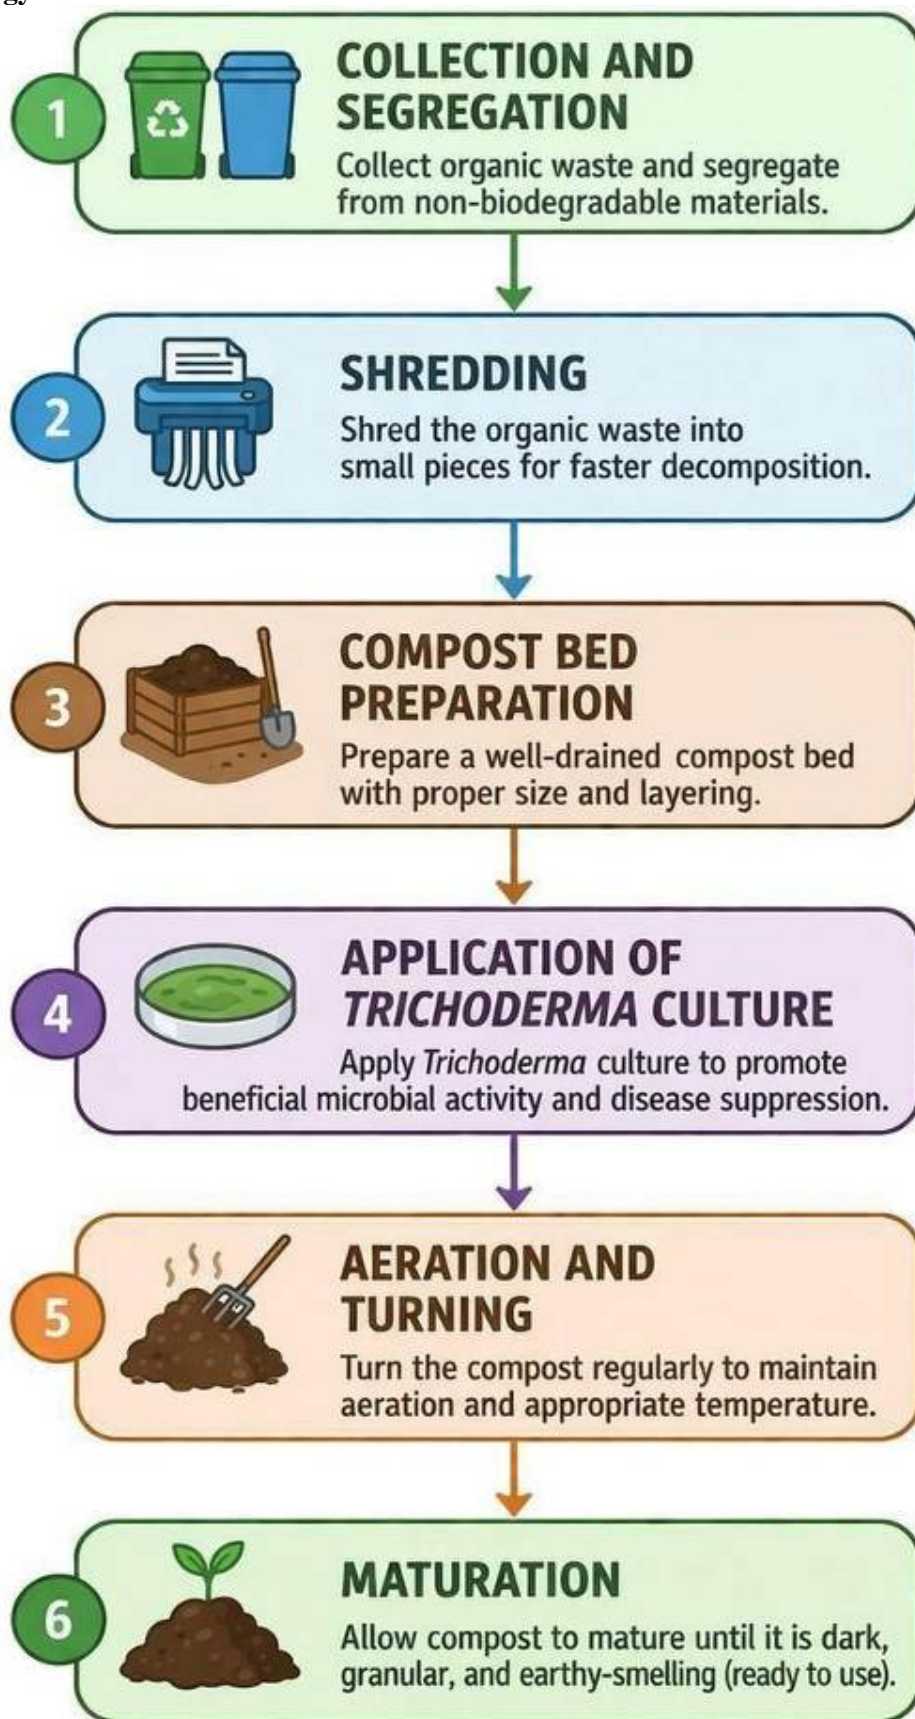 gy
1
COLLECTION AND
SEGREGATION
Collect organic waste and segregate
from non-biodegradable materials.
2
SHREDDING
Shred the organic waste into
small pieces for faster decomposition.
3
COMPOST BED
PREPARATION
Prepare a well-drained compost bed
with proper size and layering.
4
APPLICATION OF
TRICHODERMA CULTURE
Apply Trichoderma culture to promote
beneficial microbial activity and disease suppression.
5
AERATION AND
TURNING
Turn the compost regularly to maintain
aeration and appropriate temperature.
6
MATURATION
Allow compost to mature until it is dark,
granular, and earthy-smelling (ready to use).